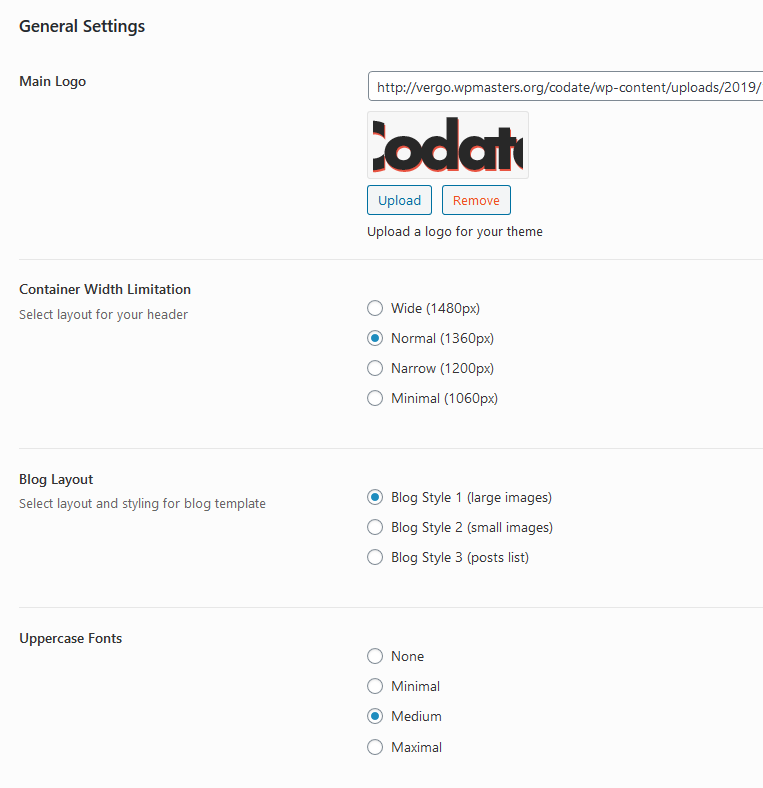 General Settings
Main Logo
http://vergo.wpmasters.org/codate/wp-content/uploads/2019/
Codate
Upload
Remove
Upload a logo for your theme
Container Width Limitation
Select layout for your header
Wide (1480px)
Normal (1360px)
Narrow (1200px)
Minimal (1060px)
Blog Layout
Select layout and styling for blog template
Blog Style 1 (large images)
Blog Style 2 (small images)
Blog Style 3 (posts list)
Uppercase Fonts
None
Minimal
Medium
Maximal